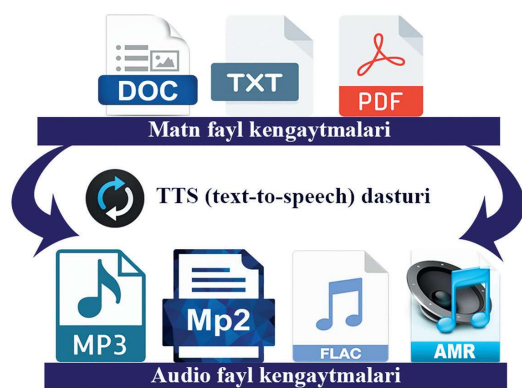 DOC TXT PDF
Matn fayl kengaytmalari
TTS (text-to-speech) dasturi
MP3 Mp2 FLAC AMR
Audio fayl kengaytmalari